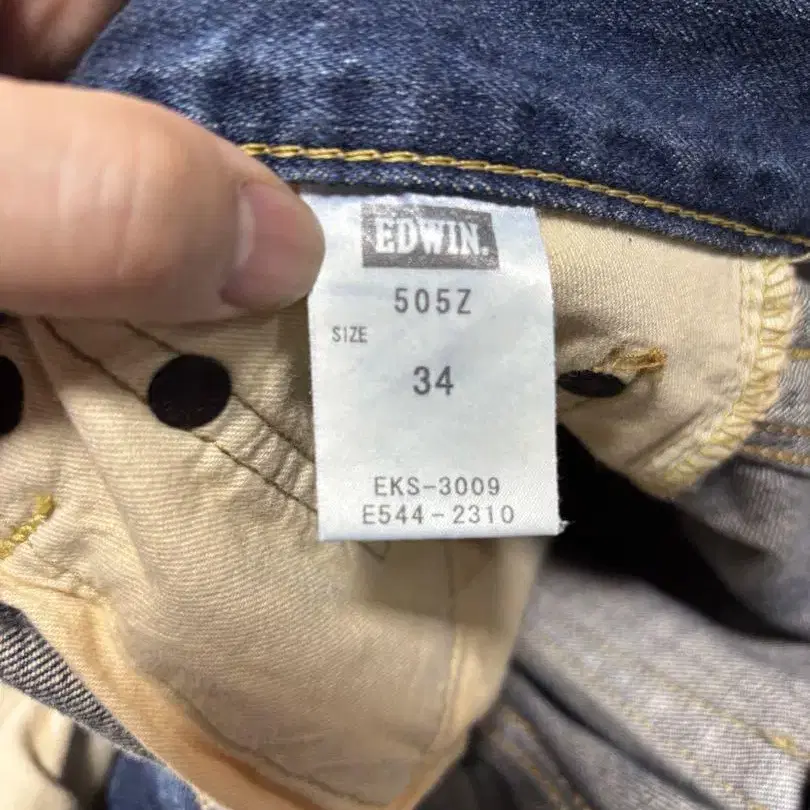 EDWIN.
505Z
SIZE
34
EKS-3009
E544-2310